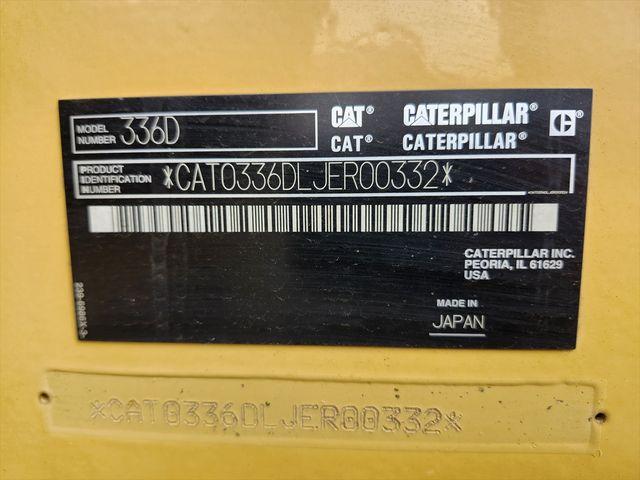 MODEL NUMBER 336D
CAT® CATERPILLAR® C®
CAT® CATERPILLAR®
PRODUCT IDENTIFICATION NUMBER *CAT0336DLJER00332*
CATERPILLAR INC.
PEORIA, IL 61629
USA
MADE IN
JAPAN
*CAT0336DLJER00332*